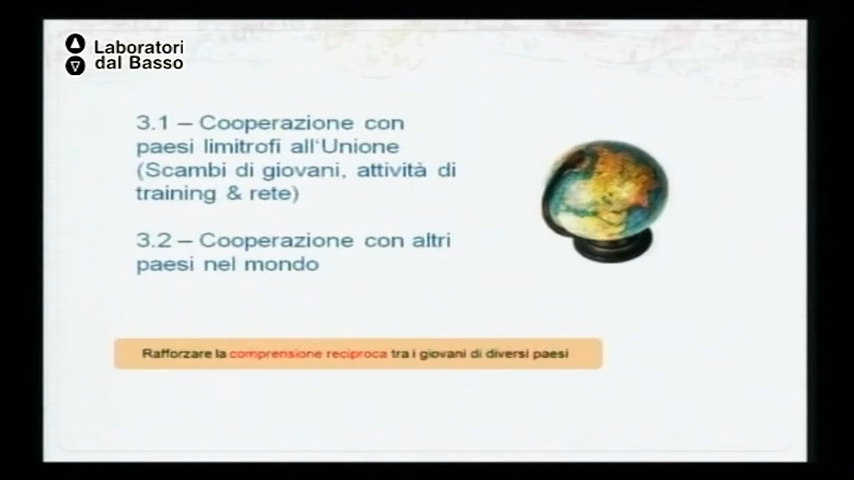 Laboratori
dal Basso
3.1 – Cooperazione con
paesi limitrofi all'Unione
(Scambi di giovani, attività di
training & rete)
3.2 – Cooperazione con altri
paesi nel mondo
Rafforzare la comprensione reciproca tra i giovani di diversi paesi